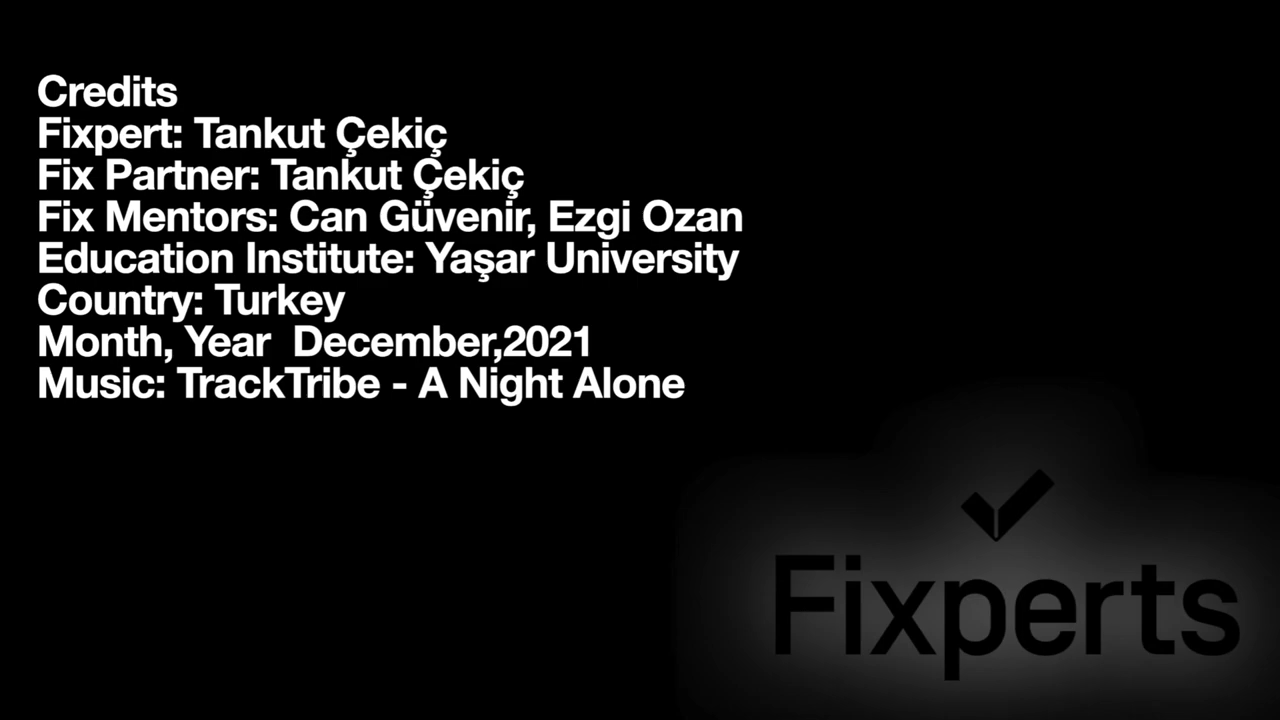 Credits
Fixpert: Tankut Çekiç
Fix Partner: Tankut Çekiç
Fix Mentors: Can Güvenir, Ezgi Ozan
Education Institute: Yaşar University
Country: Turkey
Month, Year  December,2021
Music: TrackTribe - A Night Alone
Fixperts